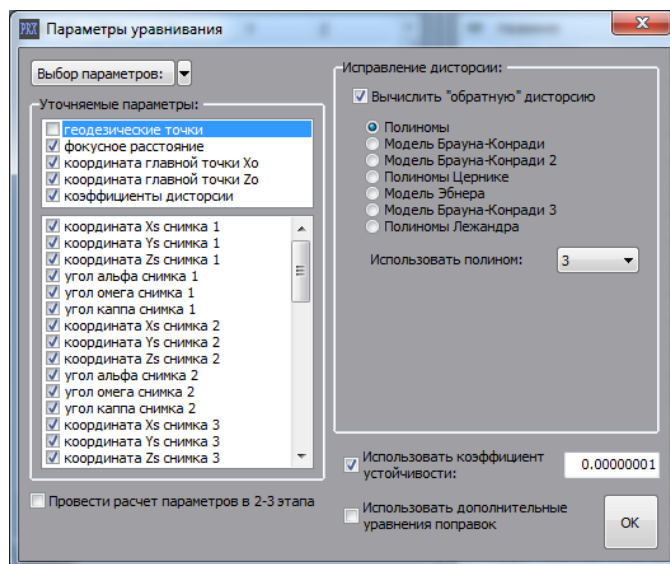 PRX Параметры уравнивания
Выбор параметров:
Уточняемые параметры:
геодезические точки
фокусное расстояние
координата главной точки Xo
координата главной точки Zo
коэффициенты дисторсии
координата Xs снимка 1
координата Ys снимка 1
координата Zs снимка 1
угол альфа снимка 1
угол омега снимка 1
угол каппа снимка 1
координата Xs снимка 2
координата Ys снимка 2
координата Zs снимка 2
угол альфа снимка 2
угол омега снимка 2
угол каппа снимка 2
координата Xs снимка 3
координата Ys снимка 3
координата Zs снимка 3
Провести расчет параметров в 2-3 этапа
Исправление дисторсии:
Вычислить "обратную" дисторсию
Полиномы
Модель Брауна-Конради
Модель Брауна-Конради 2
Полиномы Цернике
Модель Эбнера
Модель Брауна-Конради 3
Полиномы Лежандра
Использовать полином: 3
Использовать коэффициент
устойчивости: 0.00000001
Использовать дополнительные
уравнения поправок
OK